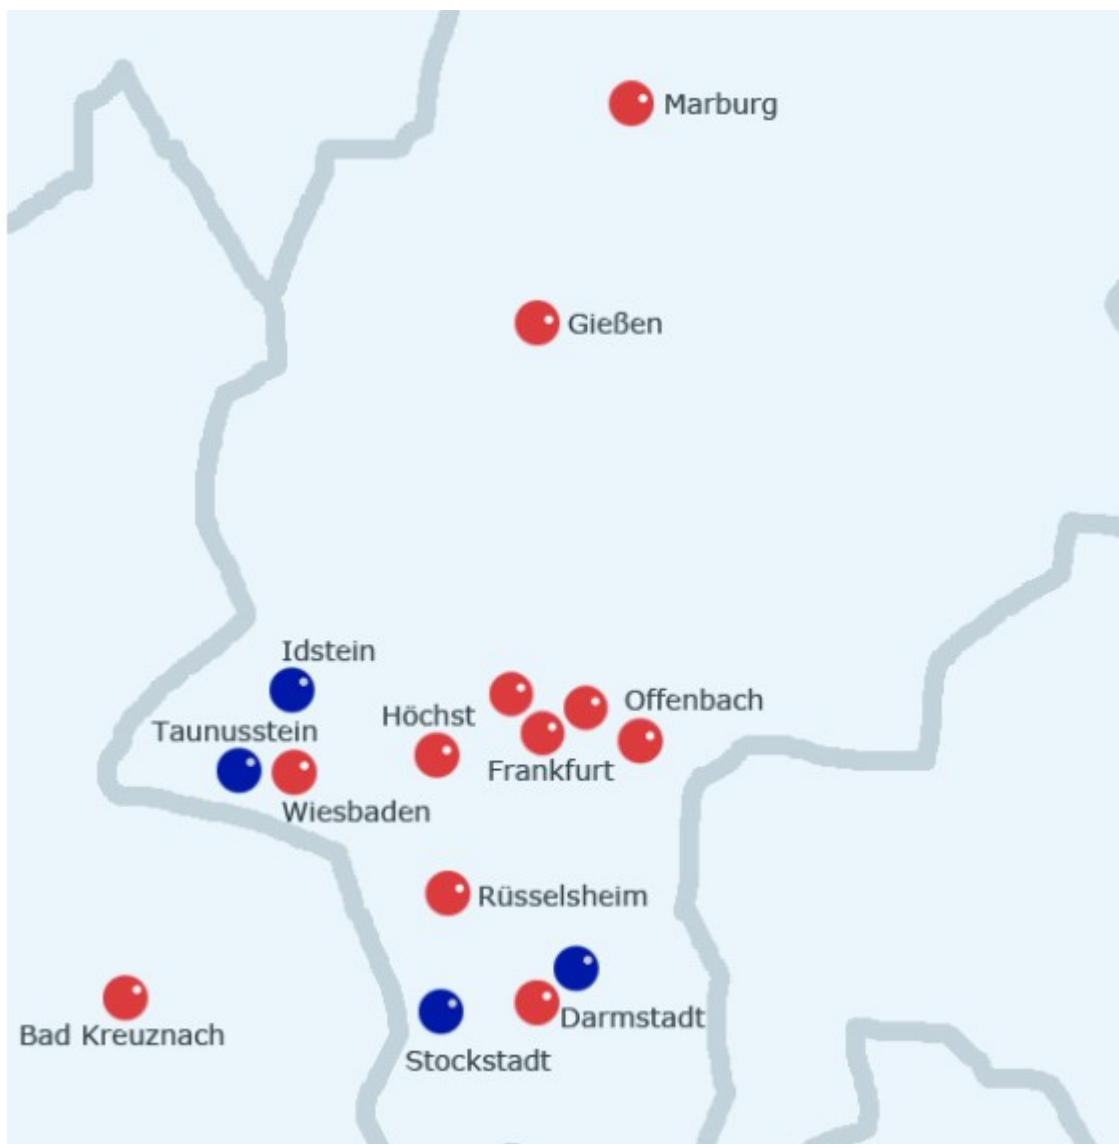 Marburg
Gießen
Idstein
Offenbach
Höchst
Taunusstein
Frankfurt
Wiesbaden
Rüsselsheim
Darmstadt
Bad Kreuznach
Stockstadt